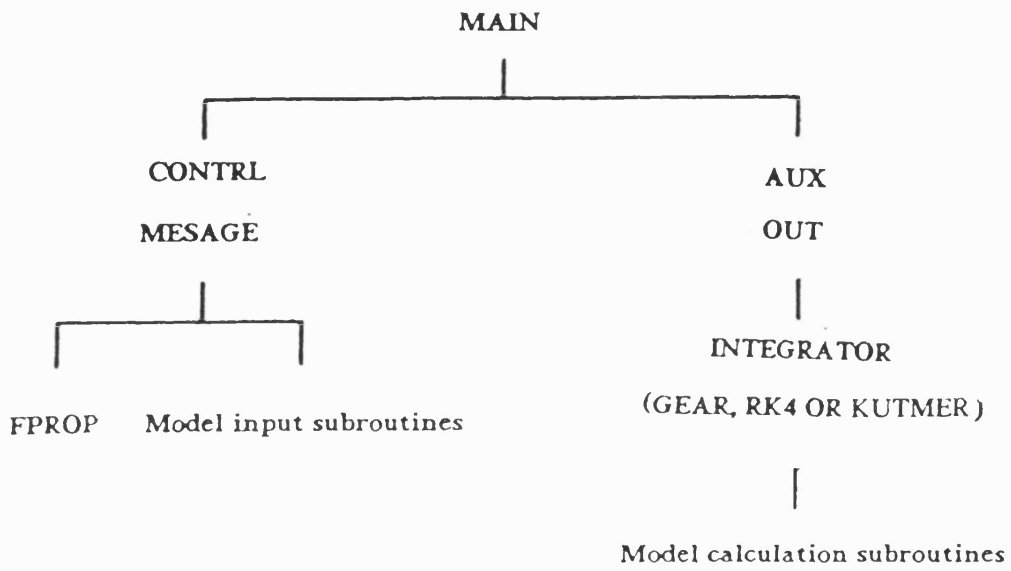 MAIN
CONTRL
MESAGE
FPROP
Model input subroutines
AUX
OUT
INTEGRATOR
(GEAR, RK4 OR KUTMER)
Model calculation subroutines